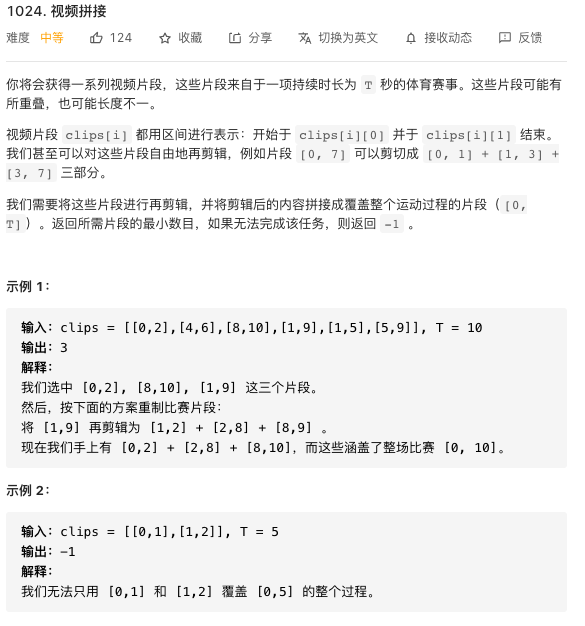 1024. 视频拼接
难度 中等 124 收藏 分享 切换为英文 接收动态 反馈
你将会获得一系列视频片段，这些片段来自于一项持续时长为 T 秒的体育赛事。这些片段可能有
所重叠，也可能长度不一。
视频片段 clips[i] 都用区间进行表示：开始于 clips[i][0] 并于 clips[i][1] 结束。
我们甚至可以对这些片段自由地再剪辑，例如片段 [0, 7] 可以剪切成 [0, 1] + [1, 3] +
[3, 7] 三部分。
我们需要将这些片段进行再剪辑，并将剪辑后的内容拼接成覆盖整个运动过程的片段（[0,
T]）。返回所需片段的最小数目，如果无法完成该任务，则返回 -1 。
示例 1：
输入：clips = [[0,2],[4,6],[8,10],[1,9],[1,5],[5,9]], T = 10
输出：3
解释：
我们选中 [0,2], [8,10], [1,9] 这三个片段。
然后，按下面的方案重制比赛片段：
将 [1,9] 再剪辑为 [1,2] + [2,8] + [8,9] 。
现在我们手上有 [0,2] + [2,8] + [8,10]，而这些涵盖了整场比赛 [0, 10]。
示例 2：
输入：clips = [[0,1],[1,2]], T = 5
输出：-1
解释：
我们无法只用 [0,1] 和 [1,2] 覆盖 [0,5] 的整个过程。